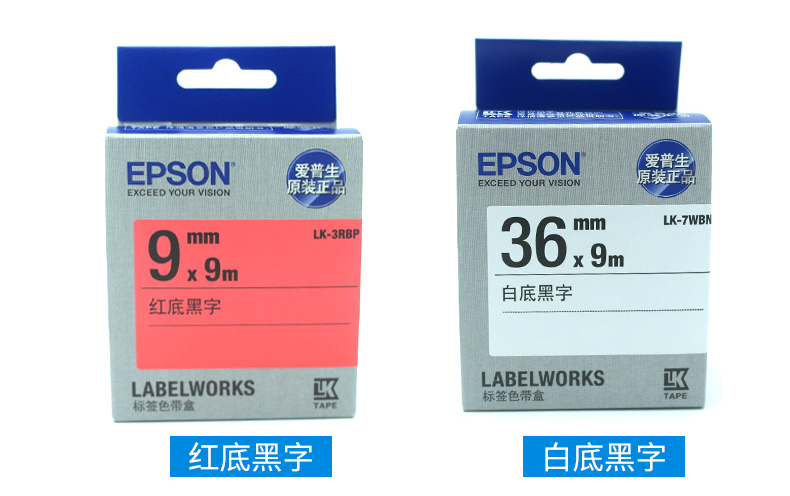 EPSON
EXCEED YOUR VISION
爱普生
原装正品
9 mm
x 9m
LK-3RBP
红底黑字
LABELWORKS
标签色带盒
LK
TAPE
红底黑字
EPSON
EXCEED YOUR VISION
爱普生
原装正品
36 mm
x 9m
LK-7WBN
白底黑字
LABELWORKS
标签色带盒
LK
TAPE
白底黑字